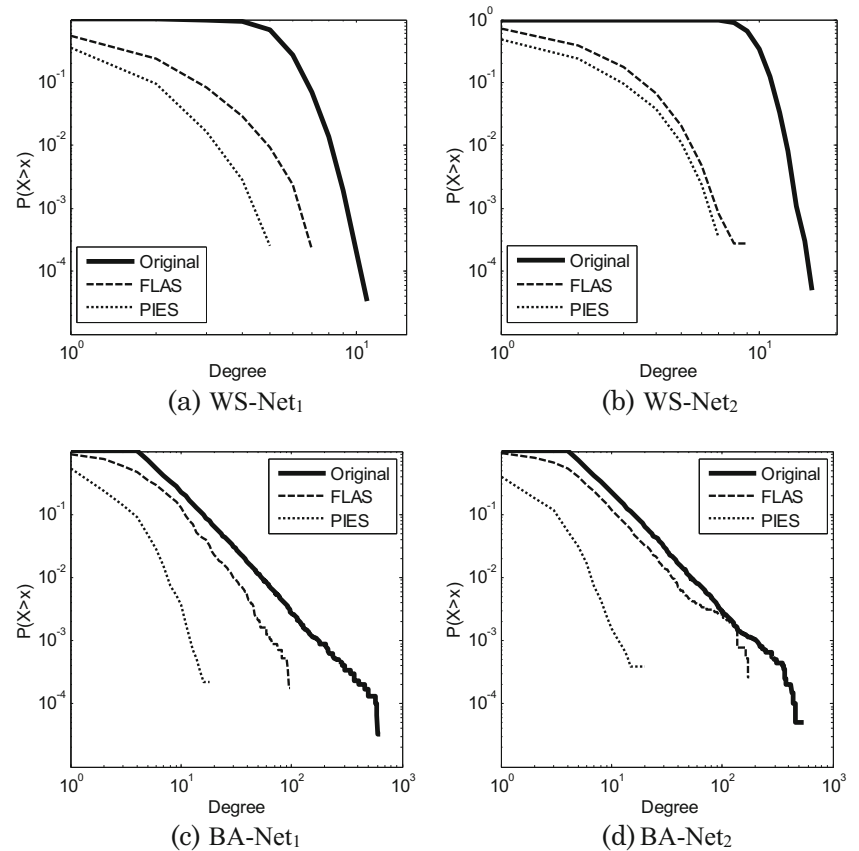 10^0
10^-1
10^-2
10^-3
10^-4
P(X>x)
Original
FLAS
PIES
10^0
10^1
Degree
(a) WS-Net₁
10^-1
10^-2
10^-3
10^-4
P(X>x)
Original
FLAS
PIES
10^0
10^1
Degree
(b) WS-Net₂
10^-1
10^-2
10^-3
10^-4
P(X>x)
Original
FLAS
PIES
10^0
10^1
10^2
10^3
Degree
(c) BA-Net₁
10^-1
10^-2
10^-3
10^-4
P(X>x)
Original
FLAS
PIES
10^0
10^1
10^2
10^3
Degree
(d) BA-Net₂